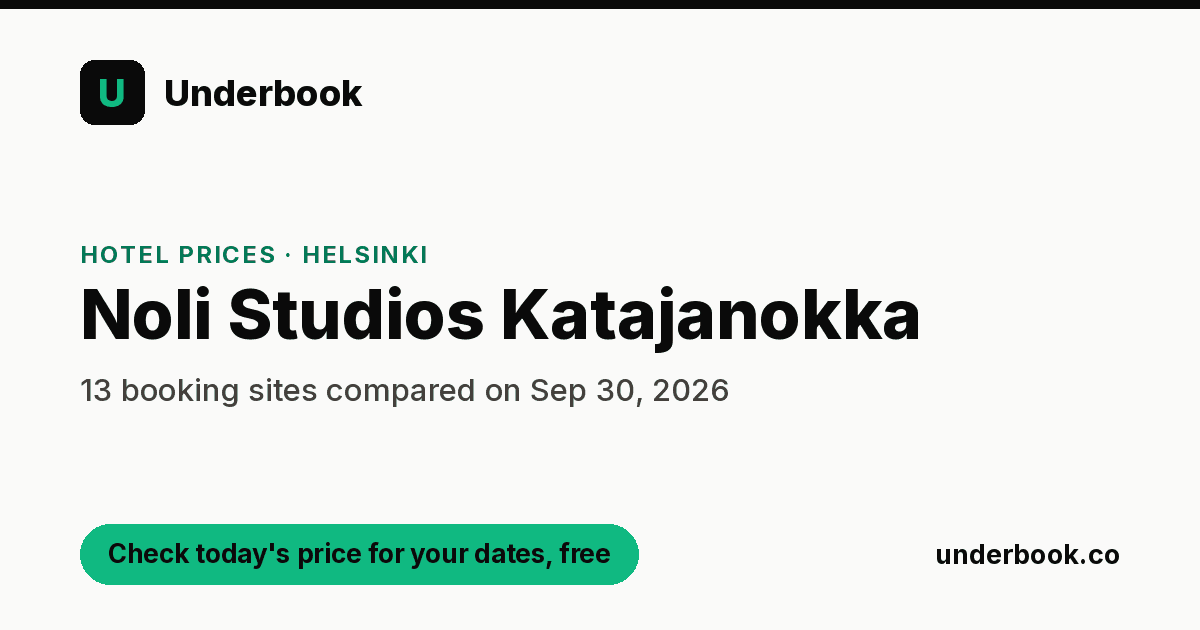 U Underbook
HOTEL PRICES · HELSINKI
Noli Studios Katajanokka
13 booking sites compared on Sep 30, 2026
Check today's price for your dates, free
underbook.co